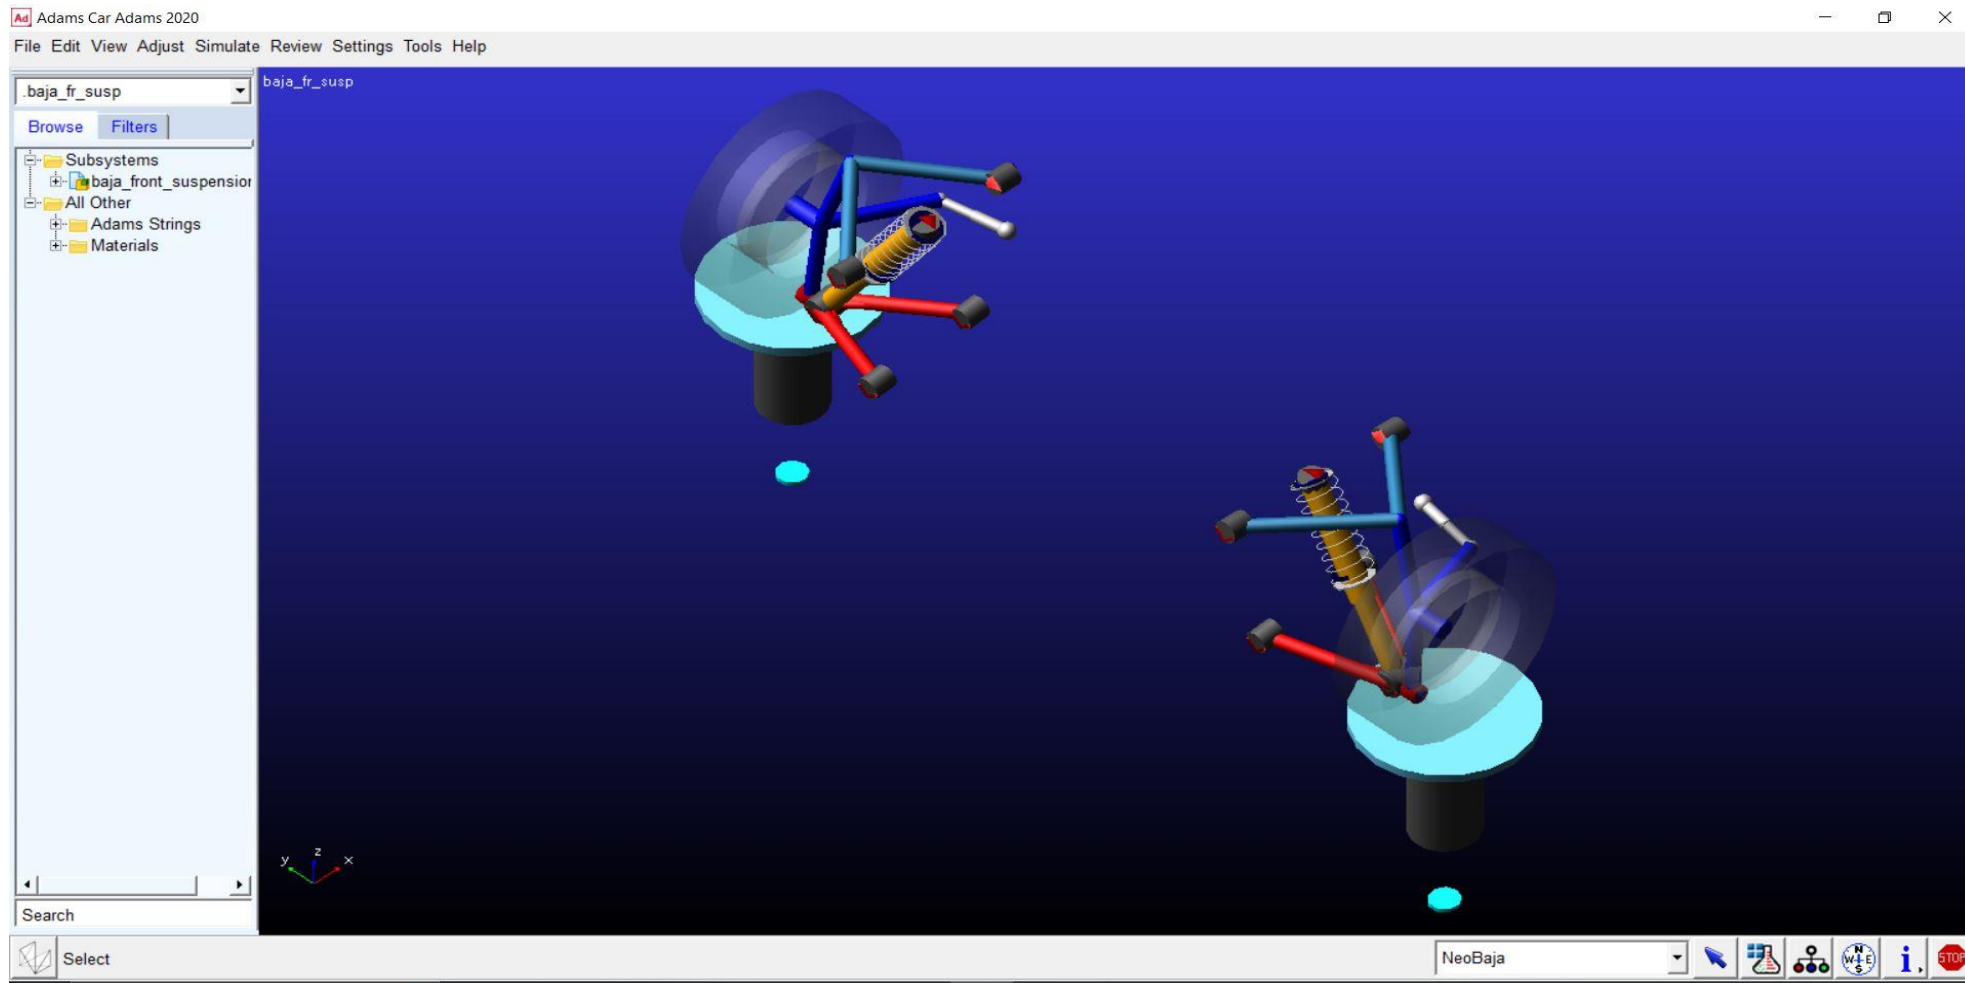 Ad Adams Car Adams 2020
File Edit View Adjust Simulate Review Settings Tools Help
.baja_fr_susp
baja_fr_susp
Browse Filters
Subsystems
baja_front_suspension
All Other
Adams Strings
Materials
z
y x
Search
Select
NeoBaja
N
W E
S
i
STOP